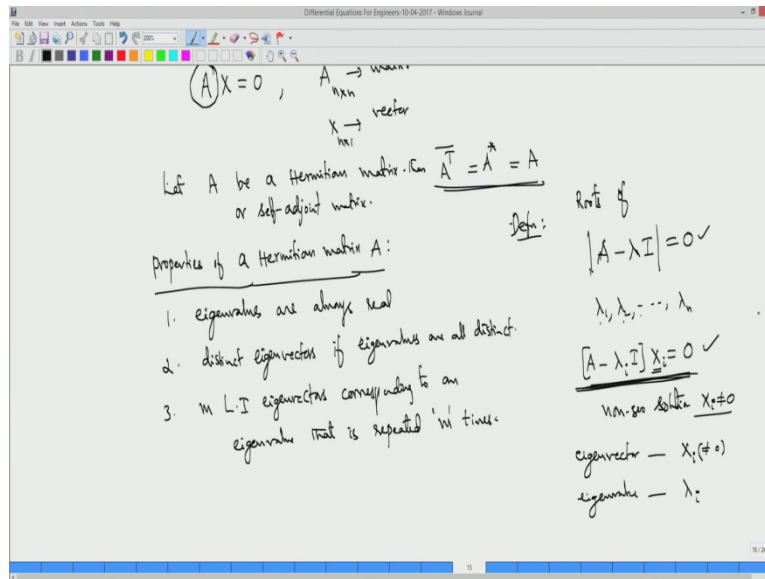 Differential Equations For Engineers-10-04-2017 - Windows Journal
File Edit View Insert Actions Tools Help
200%
B I
A X = 0 , A n×n → matrix
X n×1 → vector
Let A be a Hermitian matrix. Then A̅ᵀ = A* = A
or self-adjoint matrix.
Properties of a Hermitian matrix A:
1. eigenvalues are always real
2. distinct eigenvectors if eigenvalues are all distinct.
3. m L.I eigenvectors corresponding to an
eigenvalue that is repeated 'm' times.
Defn: Roots of
|A - λI| = 0 ✓
λ₁, λ₂, ---, λₙ
[A - λᵢI] Xᵢ = 0 ✓
non-zero solution Xᵢ ≠ 0
eigenvector — Xᵢ (≠ 0)
eigenvalue — λᵢ
15